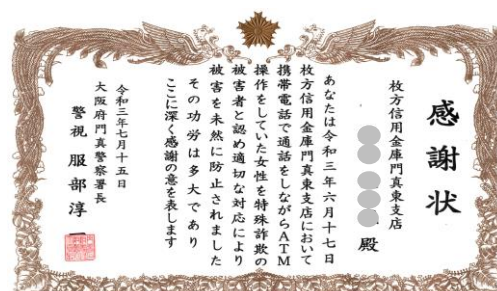 感謝状
枚方信用金庫門真東支店
殿
あなたは令和三年六月十七日
枚方信用金庫門真東支店において
携帯電話で通話をしながらATM
操作をしていた女性を特殊詐欺の
被害者と認め適切な対応により
被害を未然に防止されました
その功労は多大であり
ここに深く感謝の意を表します
令和三年七月十五日
大阪府門真警察署長
警視 服部淳一